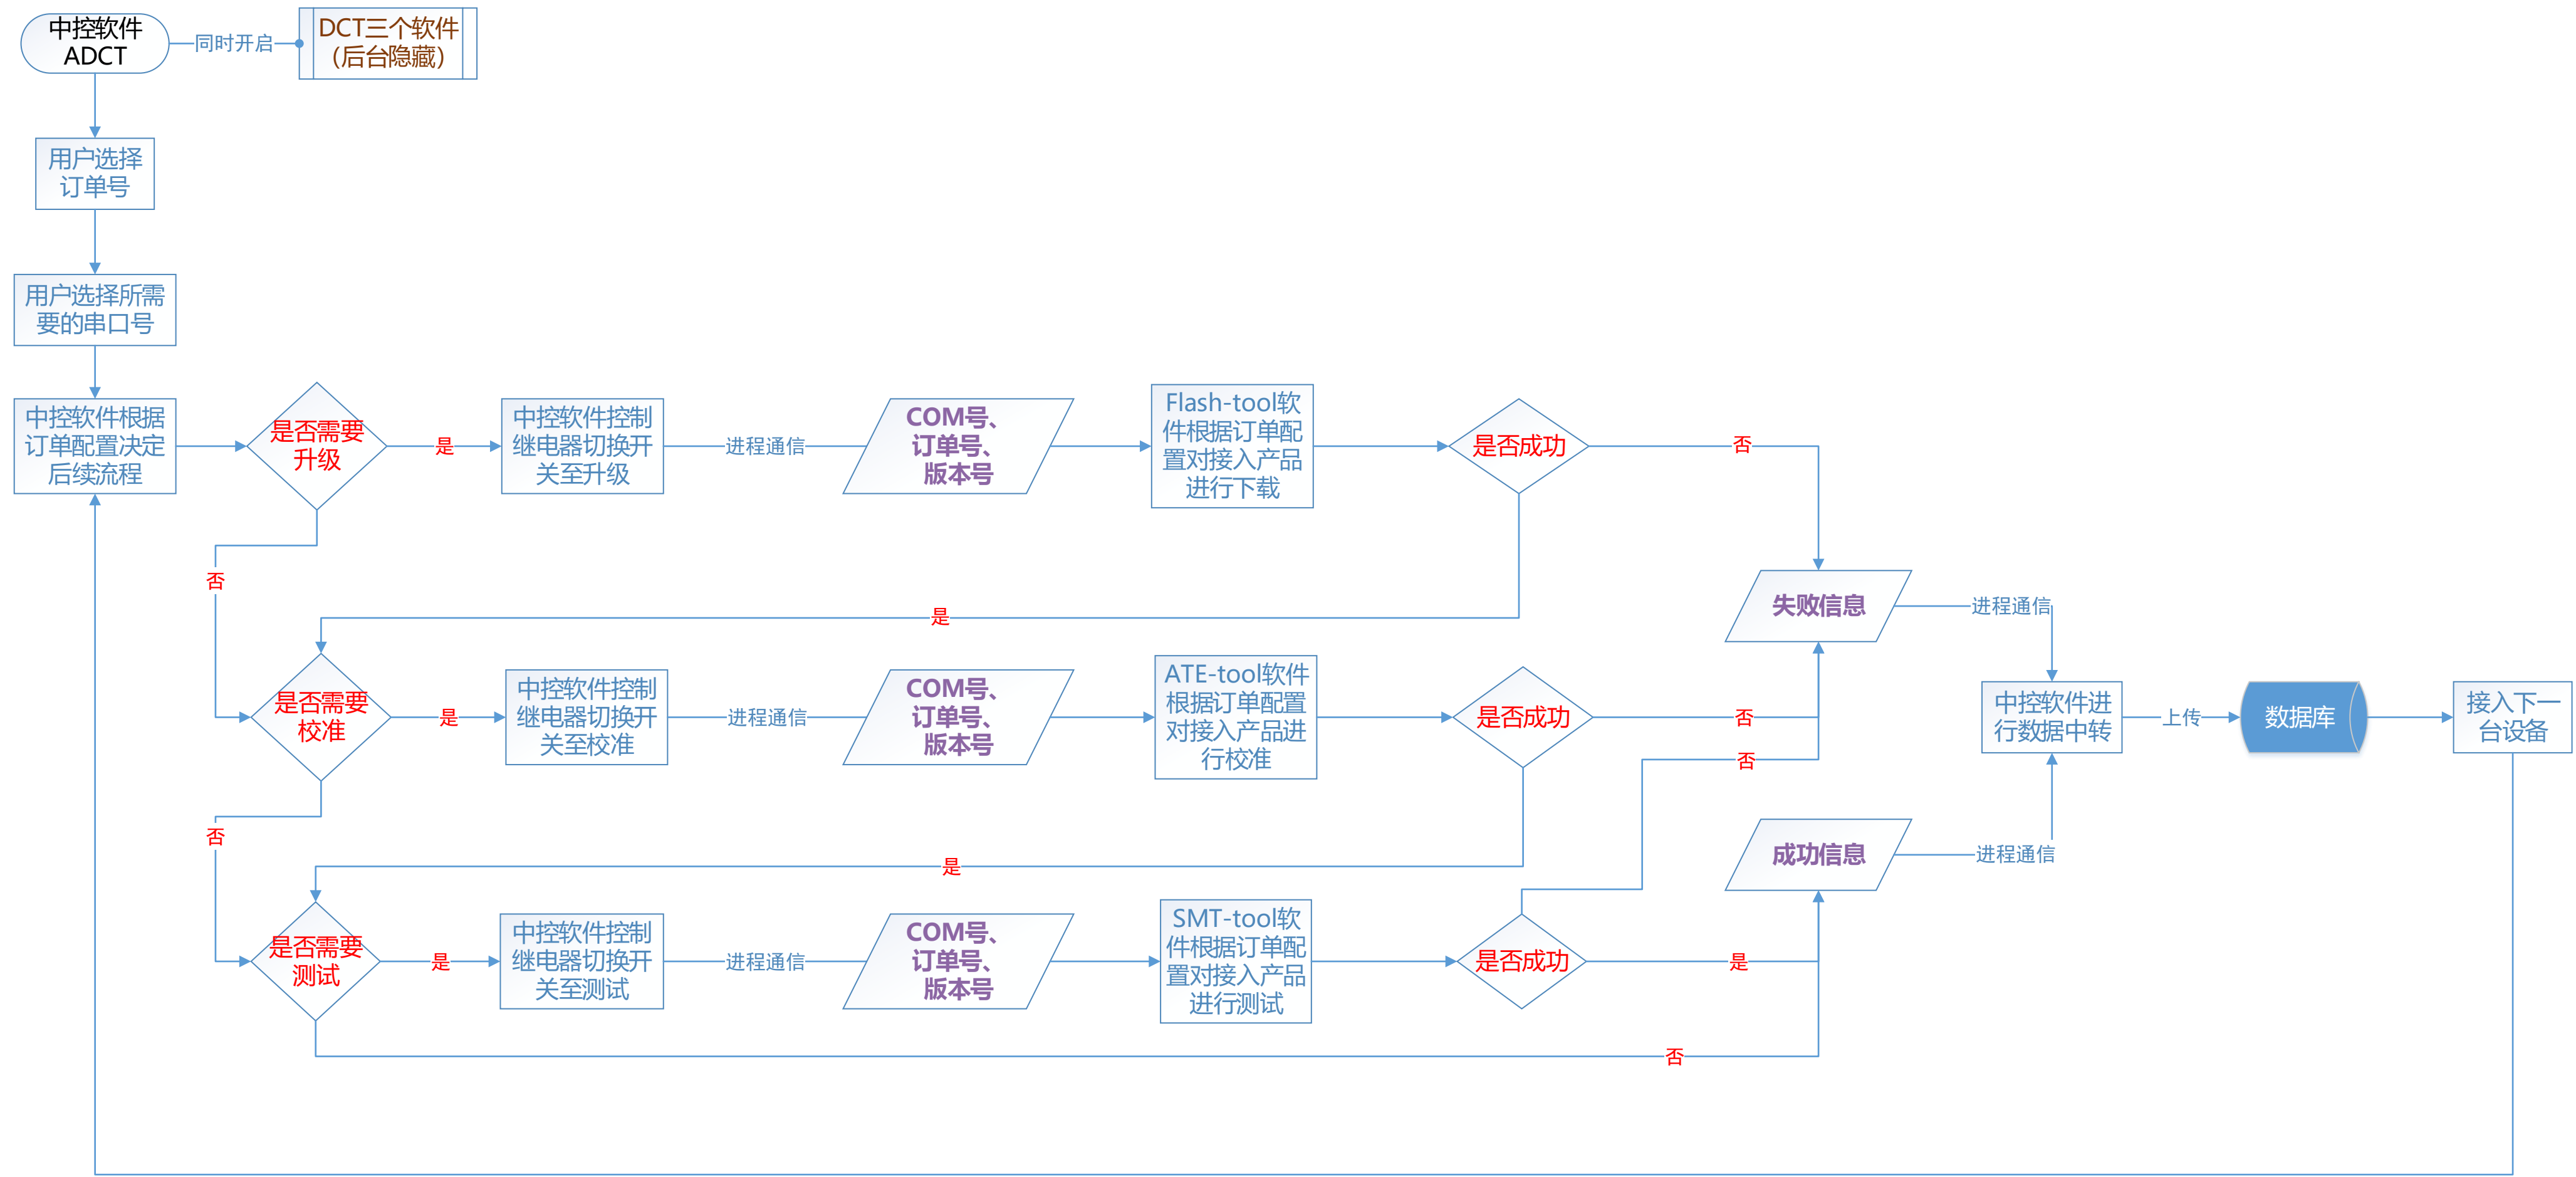 中控软件
ADCT
同时开启
DCT三个软件
（后台隐藏）
用户选择
订单号
用户选择所需
要的串口号
中控软件根据
订单配置决定
后续流程
是否需要
升级
是
中控软件控制
继电器切换开
关至升级
进程通信
COM号、
订单号、
版本号
Flash-tool软
件根据订单配
置对接入产品
进行下载
是否成功
否
否
是
失败信息
进程通信
是否需要
校准
是
中控软件控制
继电器切换开
关至校准
进程通信
COM号、
订单号、
版本号
ATE-tool软件
根据订单配置
对接入产品进
行校准
是否成功
否
否
中控软件进
行数据中转
上传
数据库
接入下一
台设备
否
是
成功信息
进程通信
是否需要
测试
是
中控软件控制
继电器切换开
关至测试
进程通信
COM号、
订单号、
版本号
SMT-tool软
件根据订单配
置对接入产品
进行测试
是否成功
是
否